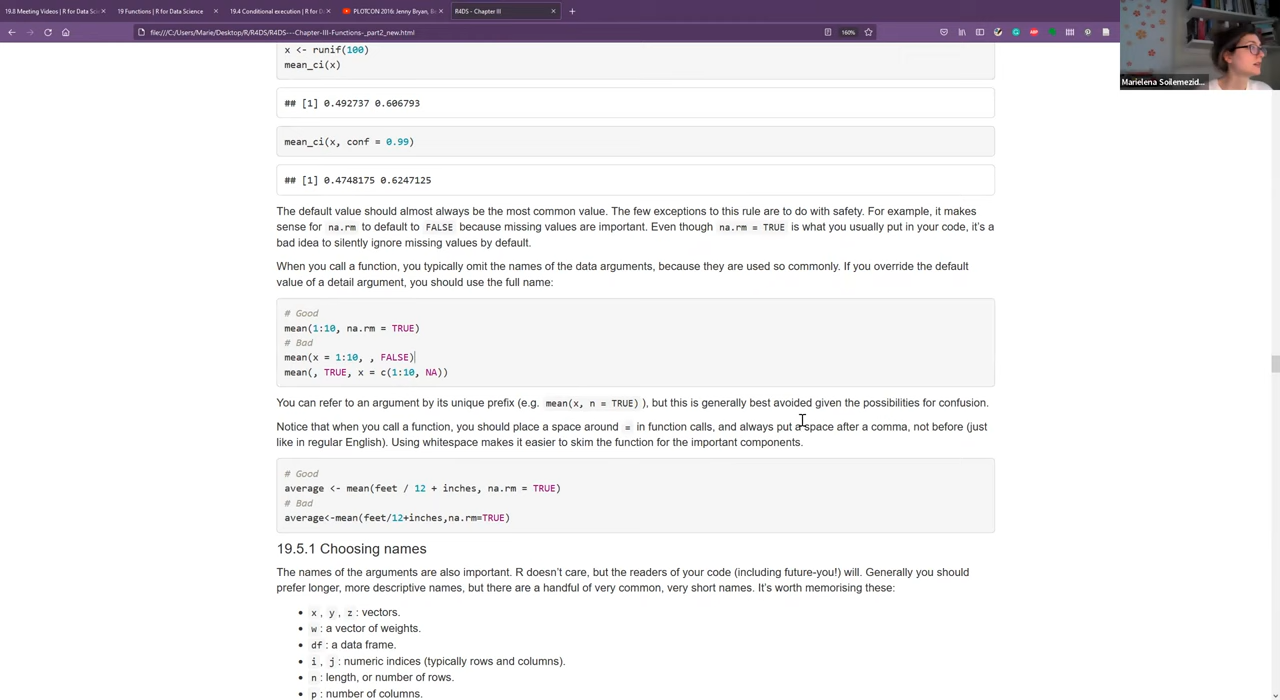 19.8 Meeting Videos | R for Data Sci
19 Functions | R for Data Science
19.4 Conditional execution | R for D
PLOTCON 2016: Jenny Bryan, B
R4DS - Chapter III
file:///C:/Users/Marie/Desktop/R/R4DS/R4DS---Chapter-III-Functions-_part2_new.html
160%
Marielena Soilemezid...
x <- runif(100)
mean_ci(x)
## [1] 0.492737 0.606793
mean_ci(x, conf = 0.99)
## [1] 0.4748175 0.6247125
The default value should almost always be the most common value. The few exceptions to this rule are to do with safety. For example, it makes
sense for na.rm to default to FALSE because missing values are important. Even though na.rm = TRUE is what you usually put in your code, it's a
bad idea to silently ignore missing values by default.
When you call a function, you typically omit the names of the data arguments, because they are used so commonly. If you override the default
value of a detail argument, you should use the full name:
# Good
mean(1:10, na.rm = TRUE)
# Bad
mean(x = 1:10, , FALSE)
mean(, TRUE, x = c(1:10, NA))
You can refer to an argument by its unique prefix (e.g. mean(x, n = TRUE) ), but this is generally best avoided given the possibilities for confusion.
Notice that when you call a function, you should place a space around = in function calls, and always put a space after a comma, not before (just
like in regular English). Using whitespace makes it easier to skim the function for the important components.
# Good
average <- mean(feet / 12 + inches, na.rm = TRUE)
# Bad
average<-mean(feet/12+inches,na.rm=TRUE)
19.5.1 Choosing names
The names of the arguments are also important. R doesn't care, but the readers of your code (including future-you!) will. Generally you should
prefer longer, more descriptive names, but there are a handful of very common, very short names. It's worth memorising these:
• x , y , z : vectors.
• w : a vector of weights.
• df : a data frame.
• i , j : numeric indices (typically rows and columns).
• n : length, or number of rows.
• p : number of columns.